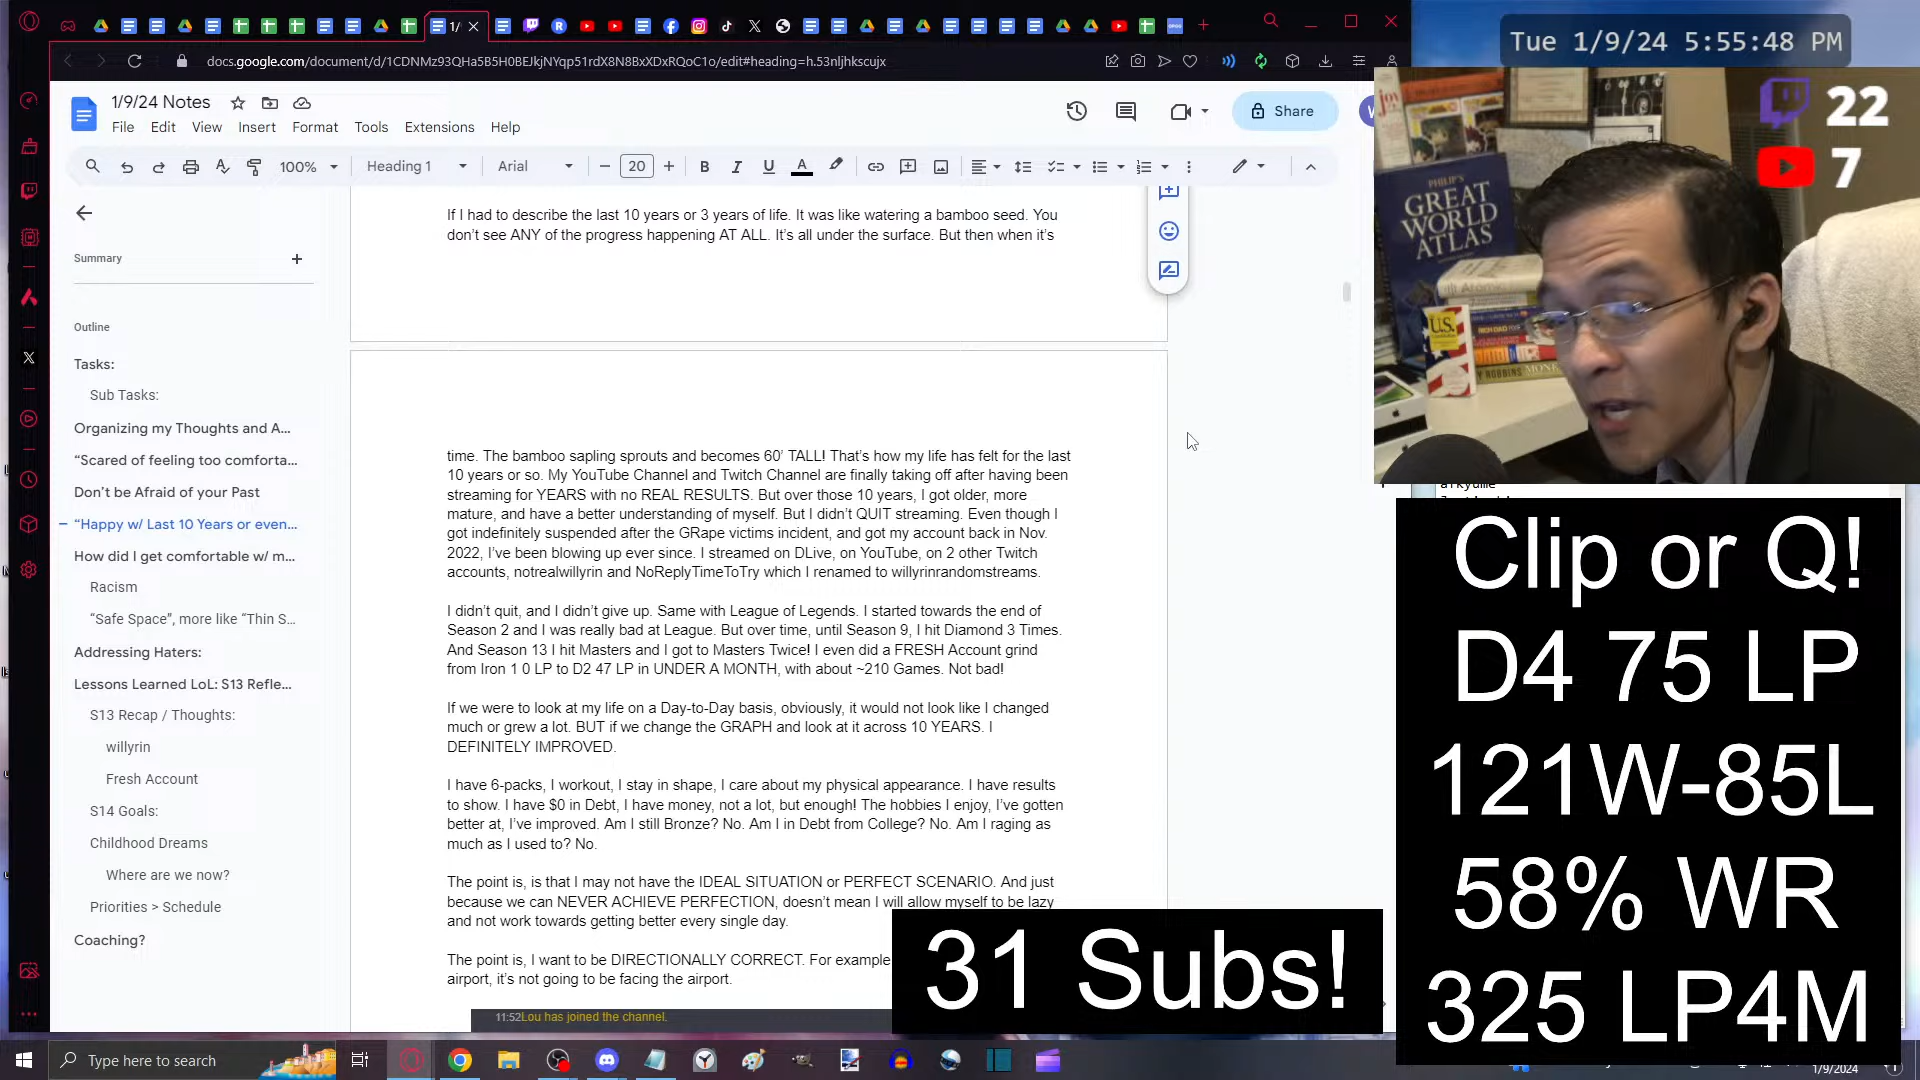 1/
docs.google.com/document/d/1CDNMz93QHa5B5H0BEJkjNYqp51rdX8N8BxXDxRQoC1o/edit#heading=h.53nljhkscujx
Tue 1/9/24 5:55:48 PM
1/9/24 Notes
File Edit View Insert Format Tools Extensions Help
Share
100% Heading 1 Arial 20
22
7
Summary
Outline
Tasks:
Sub Tasks:
Organizing my Thoughts and A...
“Scared of feeling too comforta...
Don’t be Afraid of your Past
“Happy w/ Last 10 Years or even...
How did I get comfortable w/ m...
Racism
“Safe Space”, more like “Thin S...
Addressing Haters:
Lessons Learned LoL: S13 Refle...
S13 Recap / Thoughts:
willyrin
Fresh Account
S14 Goals:
Childhood Dreams
Where are we now?
Priorities > Schedule
Coaching?
If I had to describe the last 10 years or 3 years of life. It was like watering a bamboo seed. You
don’t see ANY of the progress happening AT ALL. It’s all under the surface. But then when it’s
time. The bamboo sapling sprouts and becomes 60’ TALL! That’s how my life has felt for the last
10 years or so. My YouTube Channel and Twitch Channel are finally taking off after having been
streaming for YEARS with no REAL RESULTS. But over those 10 years, I got older, more
mature, and have a better understanding of myself. But I didn’t QUIT streaming. Even though I
got indefinitely suspended after the GRape victims incident, and got my account back in Nov.
2022, I’ve been blowing up ever since. I streamed on DLive, on YouTube, on 2 other Twitch
accounts, notrealwillyrin and NoReplyTimeToTry which I renamed to willyrinrandomstreams.
I didn’t quit, and I didn’t give up. Same with League of Legends. I started towards the end of
Season 2 and I was really bad at League. But over time, until Season 9, I hit Diamond 3 Times.
And Season 13 I hit Masters and I got to Masters Twice! I even did a FRESH Account grind
from Iron 1 0 LP to D2 47 LP in UNDER A MONTH, with about ~210 Games. Not bad!
If we were to look at my life on a Day-to-Day basis, obviously, it would not look like I changed
much or grew a lot. BUT if we change the GRAPH and look at it across 10 YEARS. I
DEFINITELY IMPROVED.
I have 6-packs, I workout, I stay in shape, I care about my physical appearance. I have results
to show. I have $0 in Debt, I have money, not a lot, but enough! The hobbies I enjoy, I’ve gotten
better at, I’ve improved. Am I still Bronze? No. Am I in Debt from College? No. Am I raging as
much as I used to? No.
The point is, is that I may not have the IDEAL SITUATION or PERFECT SCENARIO. And just
because we can NEVER ACHIEVE PERFECTION, doesn’t mean I will allow myself to be lazy
and not work towards getting better every single day.
The point is, I want to be DIRECTIONALLY CORRECT. For example
airport, it’s not going to be facing the airport.
11:52 Lou has joined the channel.
PHILIP'S
GREAT
WORLD
ATLAS
U.S.
RICH DAD
ROBBINS
Clip or Q!
D4 75 LP
121W-85L
58% WR
325 LP4M
31 Subs!
Type here to search
1/9/2024